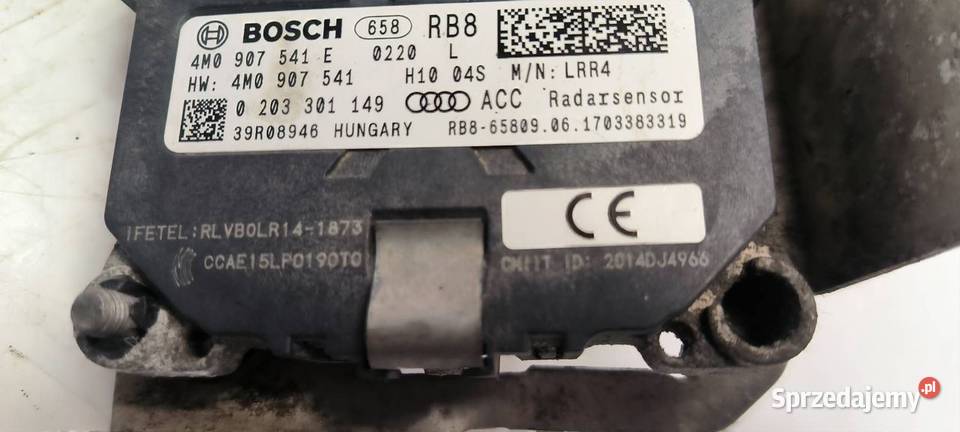 BOSCH 658 RB8
4M0 907 541 E 0220 L
HW: 4M0 907 541 H10 04S M/N: LRR4
0 203 301 149 ACC Radarsensor
39R08946 HUNGARY RB8-65809.06.1703383319
CE
IFETEL:RLVB0LR14-1873
CCAE15LP0190T0
CMIIT ID: 2014DJ4966
Sprzedajemy.pl